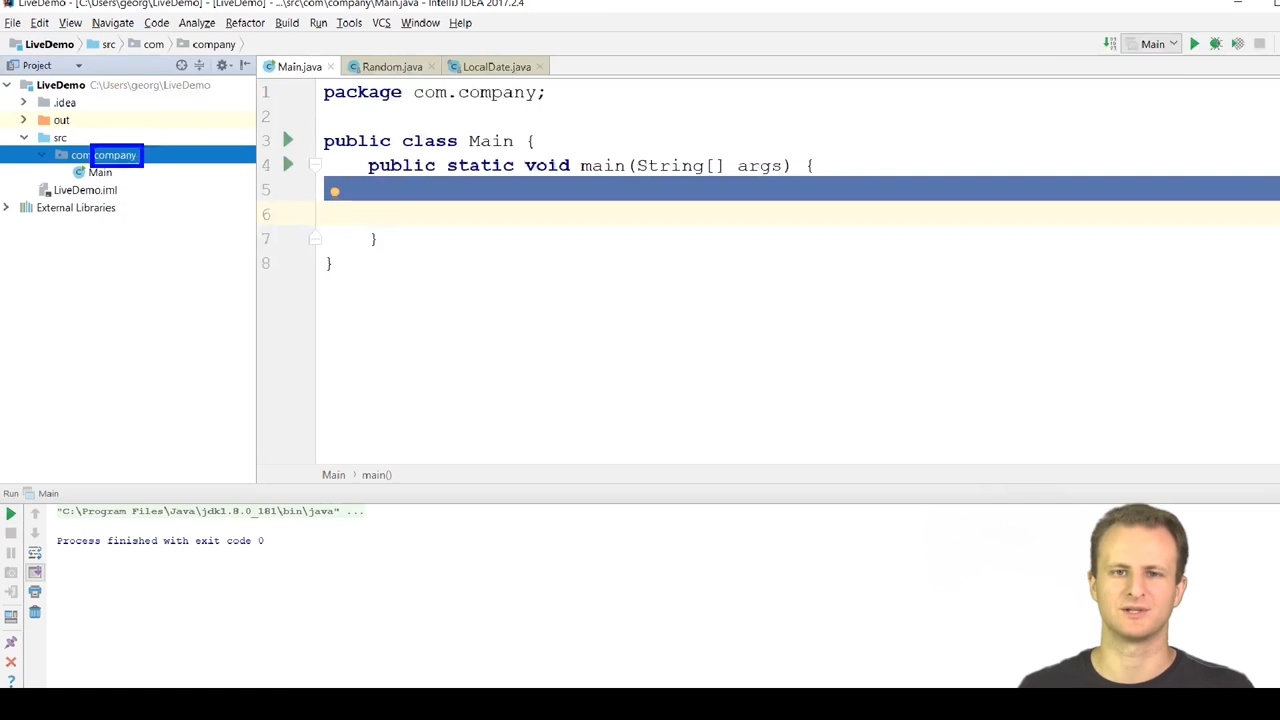 LiveDemo - [C:\Users\georg\LiveDemo] - [LiveDemo] - ...\src\com\company\Main.java - IntelliJ IDEA 2017.2.4
File Edit View Navigate Code Analyze Refactor Build Run Tools VCS Window Help
LiveDemo src com company Main
Project Main.java Random.java LocalDate.java
LiveDemo C:\Users\georg\LiveDemo
.idea
out
src
com company
Main
LiveDemo.iml
External Libraries
1 package com.company;
2
3 public class Main {
4 public static void main(String[] args) {
5
6
7 }
8 }
Main main()
Run Main
"C:\Program Files\Java\jdk1.8.0_181\bin\java" ...
Process finished with exit code 0